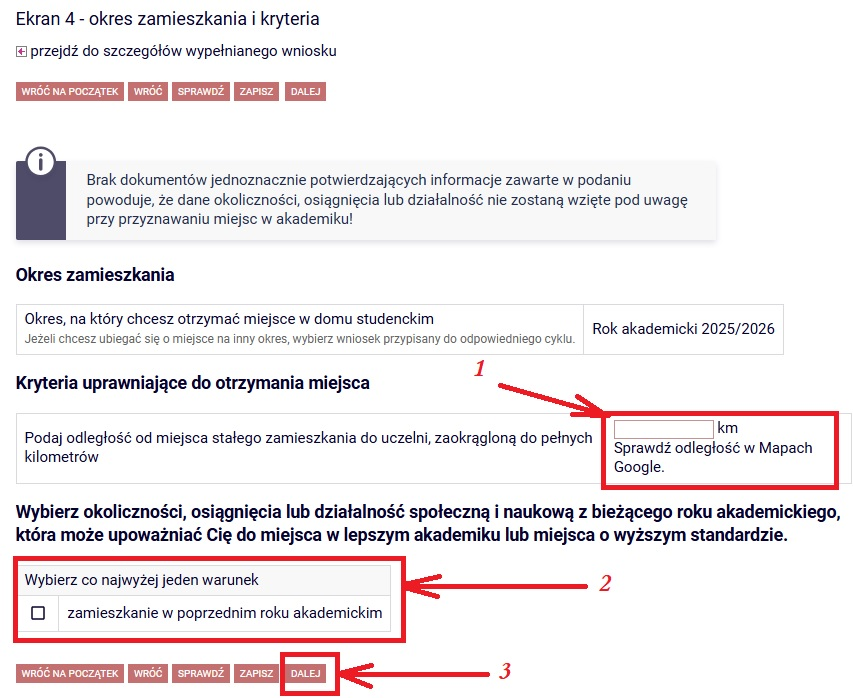 Ekran 4 - okres zamieszkania i kryteria
przejdź do szczegółów wypełnianego wniosku
WRÓĆ NA POCZĄTEK WRÓĆ SPRAWDŹ ZAPISZ DALEJ
Brak dokumentów jednoznacznie potwierdzających informacje zawarte w podaniu
powoduje, że dane okoliczności, osiągnięcia lub działalność nie zostaną wzięte pod uwagę
przy przyznawaniu miejsc w akademiku!
Okres zamieszkania
Okres, na który chcesz otrzymać miejsce w domu studenckim
Jeżeli chcesz ubiegać się o miejsce na inny okres, wybierz wniosek przypisany do odpowiedniego cyklu.
Rok akademicki 2025/2026
1
Kryteria uprawniające do otrzymania miejsca
Podaj odległość od miejsca stałego zamieszkania do uczelni, zaokrągloną do pełnych
kilometrów
km
Sprawdź odległość w Mapach
Google.
Wybierz okoliczności, osiągnięcia lub działalność społeczną i naukową z bieżącego roku akademickiego,
która może upoważniać Cię do miejsca w lepszym akademiku lub miejsca o wyższym standardzie.
Wybierz co najwyżej jeden warunek
2
zamieszkanie w poprzednim roku akademickim
WRÓĆ NA POCZĄTEK WRÓĆ SPRAWDŹ ZAPISZ DALEJ
3